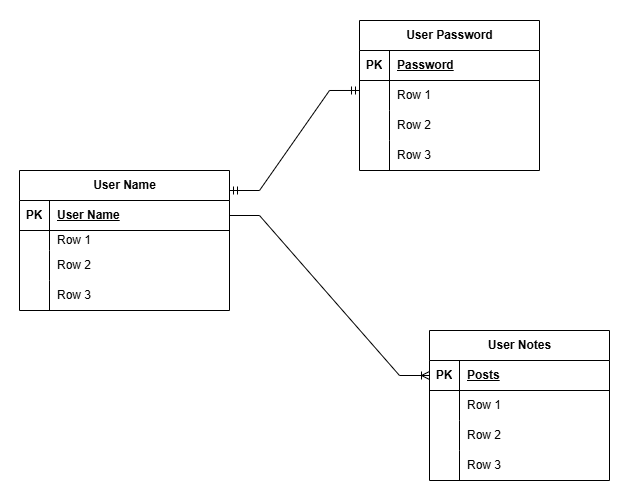 User Password
PK Password
Row 1
Row 2
Row 3
User Name
PK User Name
Row 1
Row 2
Row 3
User Notes
PK Posts
Row 1
Row 2
Row 3